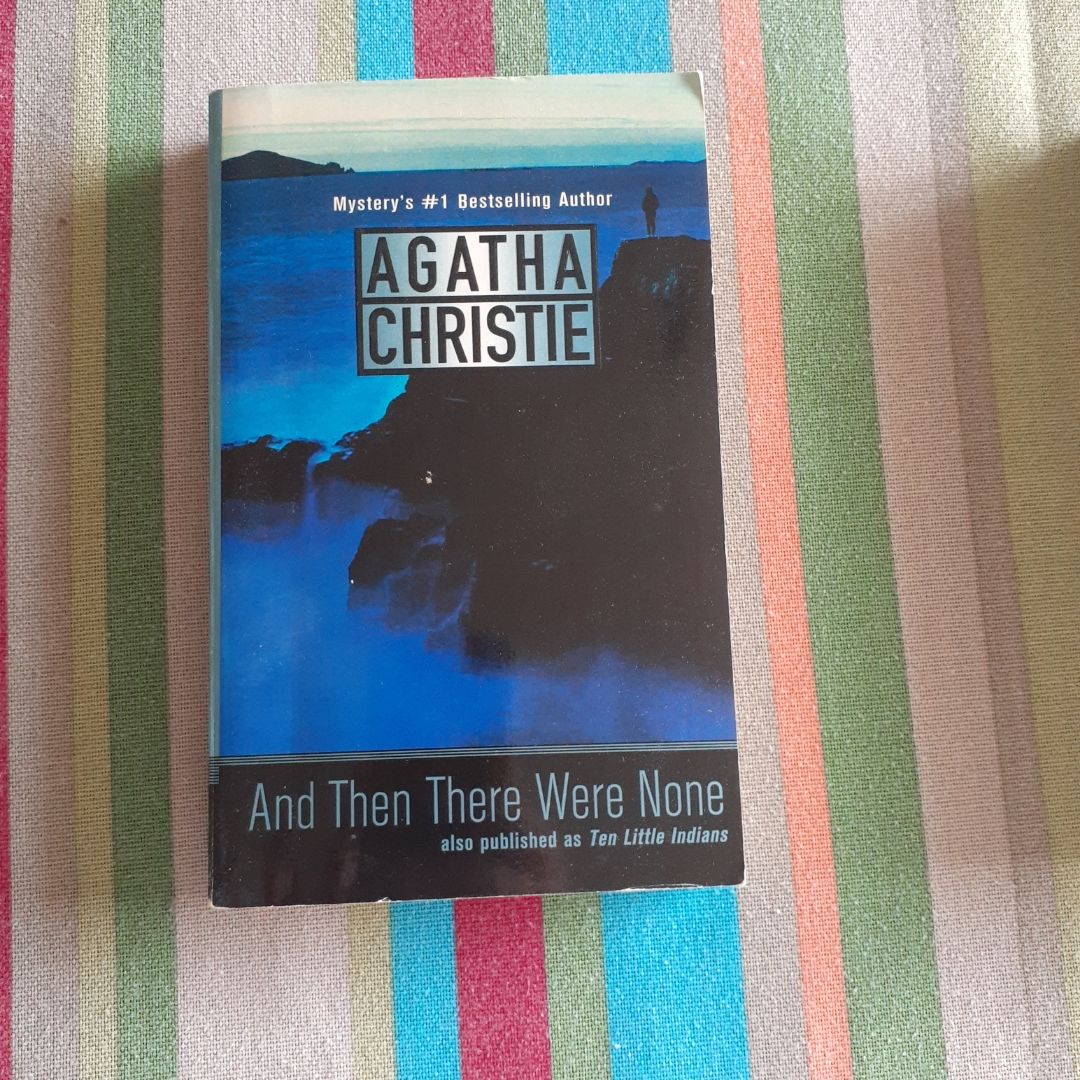 Mystery's #1 Bestselling Author
AGATHA
CHRISTIE
And Then There Were None
also published as Ten Little Indians